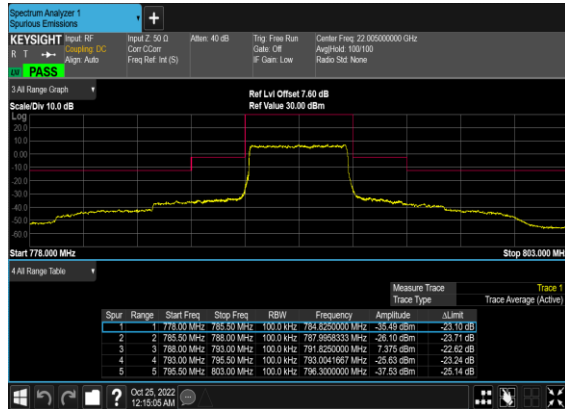 Spectrum Analyzer 1
Spurious Emissions
KEYSIGHT Input: RF Input Z: 50 Ω Atten: 40 dB Trig: Free Run Center Freq: 22.005000000 GHz
R T Coupling: DC Corr CCorr Gate: Off Avg|Hold: 100/100
Align: Auto Freq Ref: Int (S) IF Gain: Low Radio Std: None
PASS
3 All Range Graph
Ref Lvl Offset 7.60 dB
Scale/Div 10.0 dB Ref Value 30.00 dBm
Log
20.0
10.0
0.00
-10.0
-20.0
-30.0
-40.0
-50.0
-60.0
Start 778.000 MHz Stop 803.000 MH
4 All Range Table
Measure Trace Trace 1
Trace Type Trace Average (Active)
Spur Range Start Freq Stop Freq RBW Frequency Amplitude ΔLimit
1 1 778.00 MHz 785.50 MHz 100.0 kHz 784.8250000 MHz -35.49 dBm -23.10 dB
2 2 785.50 MHz 788.00 MHz 100.0 kHz 787.9958333 MHz -26.10 dBm -23.71 dB
3 3 788.00 MHz 793.00 MHz 100.0 kHz 791.8250000 MHz 7.375 dBm -22.62 dB
4 4 793.00 MHz 795.50 MHz 100.0 kHz 793.0041667 MHz -25.63 dBm -23.24 dB
5 5 795.50 MHz 803.00 MHz 100.0 kHz 796.3000000 MHz -37.53 dBm -25.14 dB
? Oct 25, 2022
12:15:05 AM